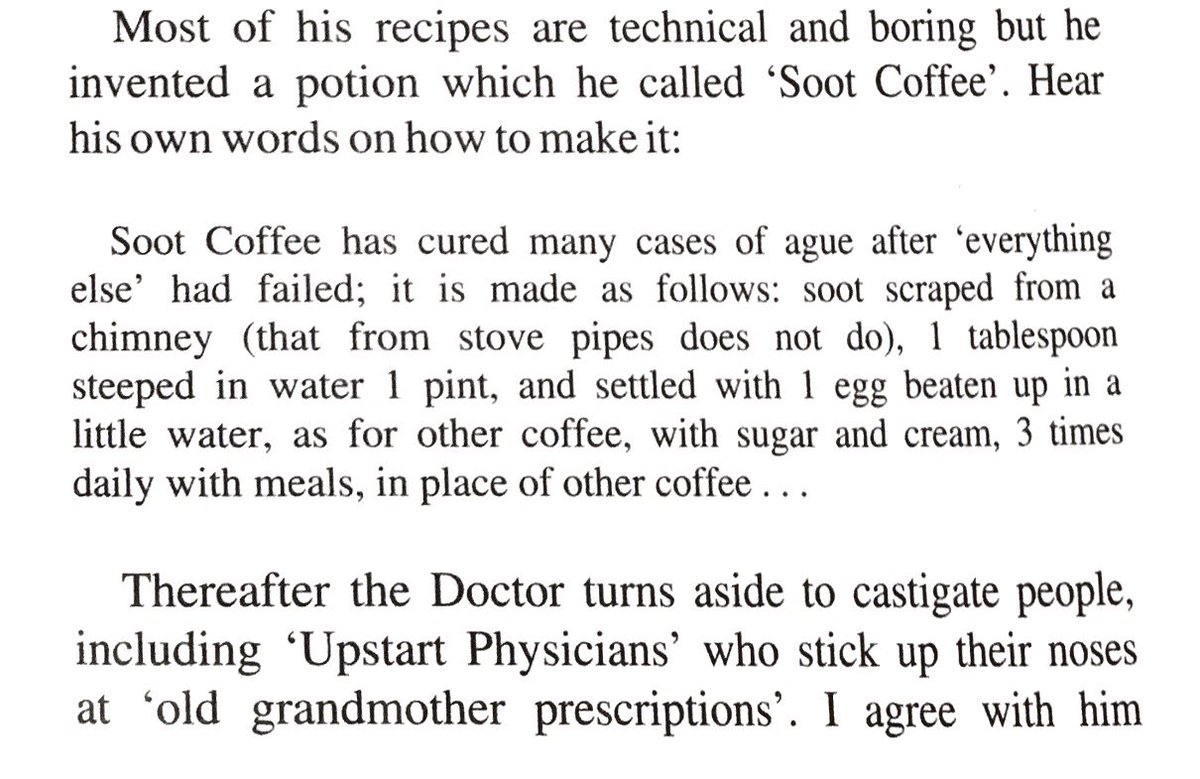 Most of his recipes are technical and boring but he
invented a potion which he called ‘Soot Coffee’. Hear
his own words on how to make it:
Soot Coffee has cured many cases of ague after ‘everything
else’ had failed; it is made as follows: soot scraped from a
chimney (that from stove pipes does not do), 1 tablespoon
steeped in water 1 pint, and settled with 1 egg beaten up in a
little water, as for other coffee, with sugar and cream, 3 times
daily with meals, in place of other coffee . . .
Thereafter the Doctor turns aside to castigate people,
including ‘Upstart Physicians’ who stick up their noses
at ‘old grandmother prescriptions’. I agree with him